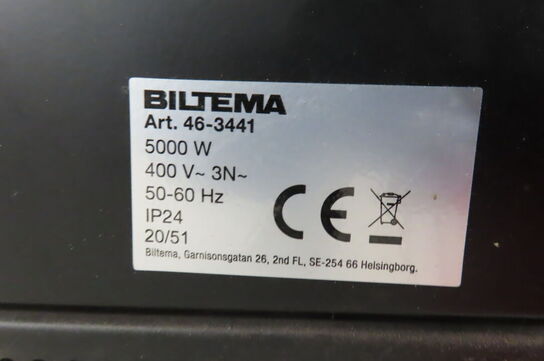 BILTEMA
Art. 46-3441
5000 W
400 V~ 3N~
50-60 Hz
IP24
20/51
CE
Biltema, Garnisonsgatan 26, 2nd FL, SE-254 66 Helsingborg.